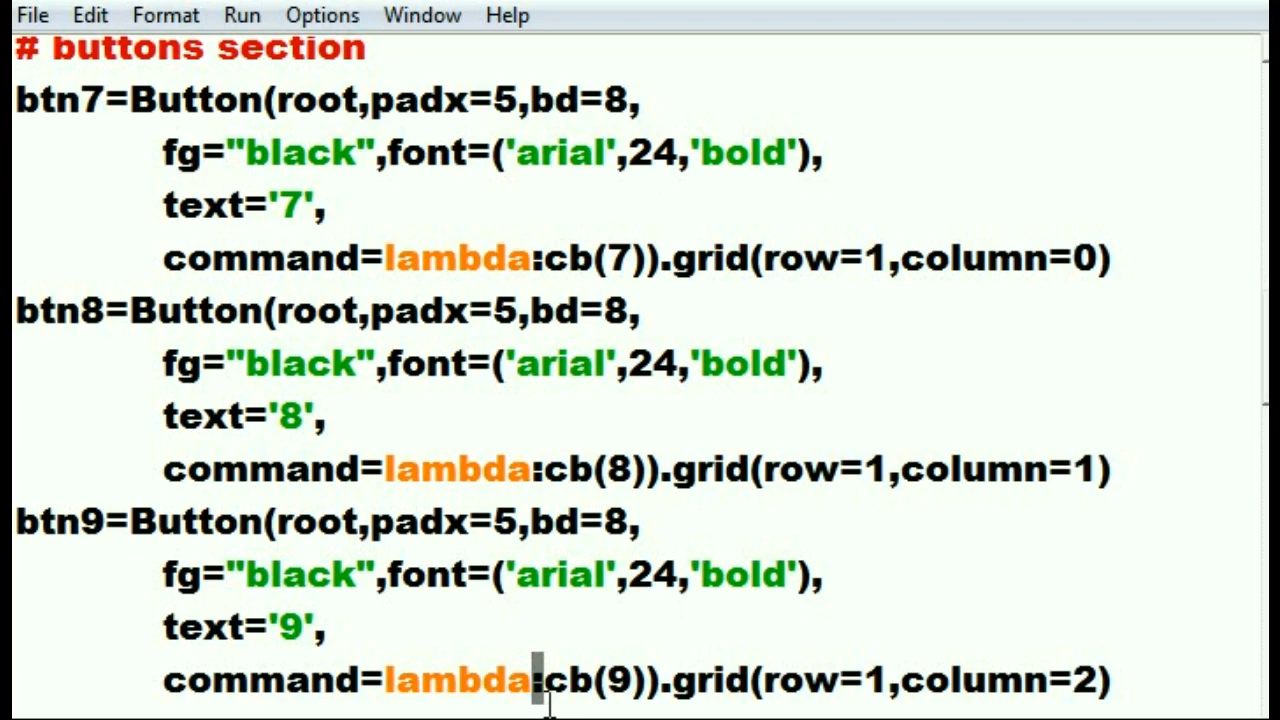 File Edit Format Run Options Window Help
# buttons section
btn7=Button(root,padx=5,bd=8,
fg="black",font=('arial',24,'bold'),
text='7',
command=lambda:cb(7)).grid(row=1,column=0)
btn8=Button(root,padx=5,bd=8,
fg="black",font=('arial',24,'bold'),
text='8',
command=lambda:cb(8)).grid(row=1,column=1)
btn9=Button(root,padx=5,bd=8,
fg="black",font=('arial',24,'bold'),
text='9',
command=lambda:cb(9)).grid(row=1,column=2)